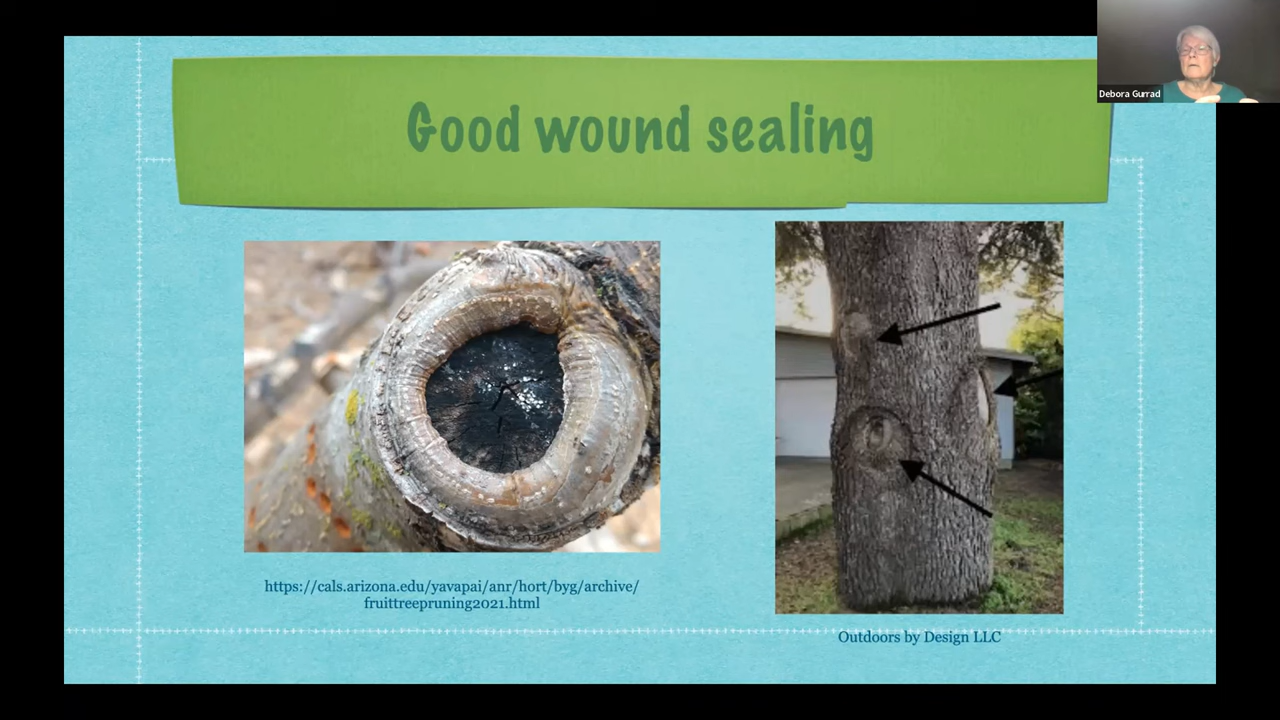 Debora Gurrad
Good wound sealing
https://cals.arizona.edu/yavapai/anr/hort/byg/archive/
fruittreepruning2021.html
Outdoors by Design LLC